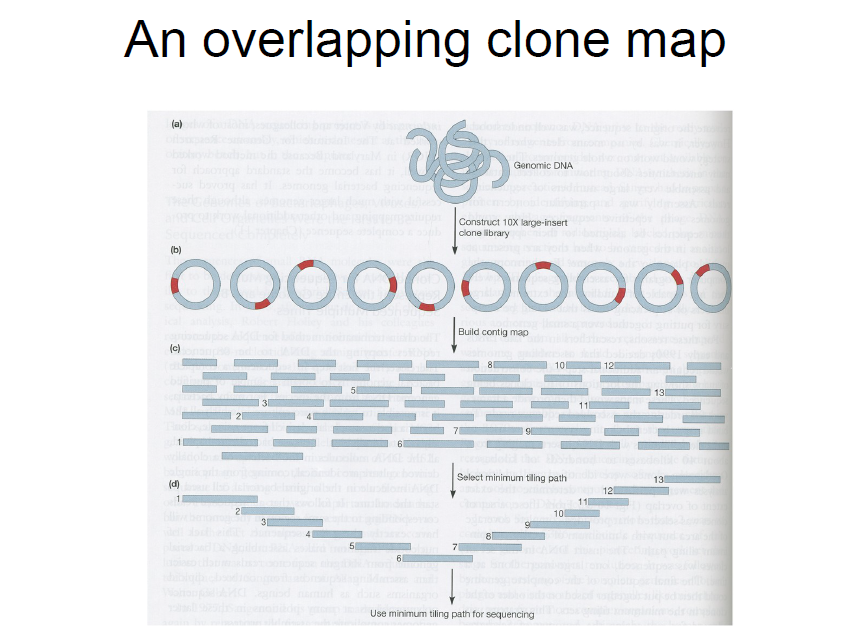 An overlapping clone map
(a)
Genomic DNA
Construct 10X large-insert
clone library
(b)
Build contig map
(c)
8 10 12
5 13
3 11
2 4
7 9
1 6
Select minimum tiling path
(d)
13
12
1 11
2 10
3 9
4 8
5 7
6
Use minimum tiling path for sequencing